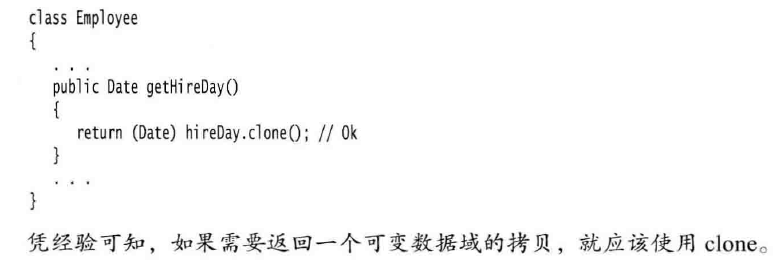 class Employee
{
. . .
public Date getHireDay()
{
return (Date) hireDay.clone(); // Ok
}
. . .
}
凭经验可知，如果需要返回一个可变数据域的拷贝，就应该使用 clone。